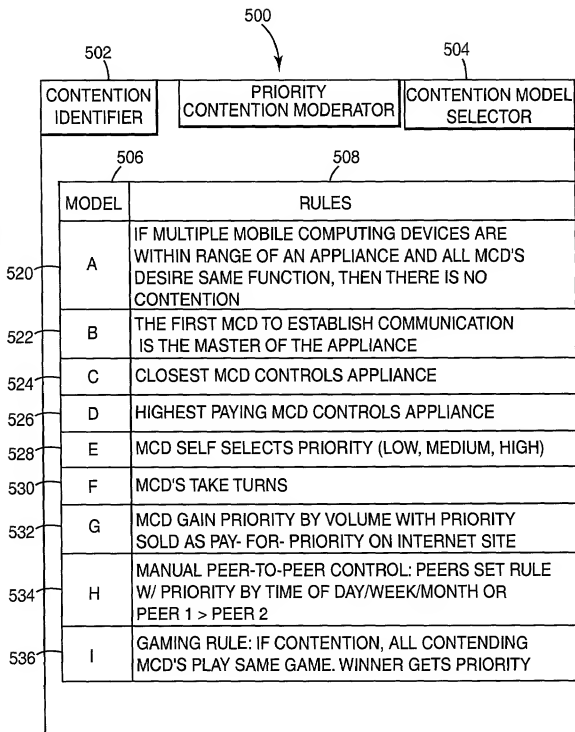 500
502
504
CONTENTION IDENTIFIER
PRIORITY CONTENTION MODERATOR
CONTENTION MODEL SELECTOR
506
508
MODEL
RULES
520
A
IF MULTIPLE MOBILE COMPUTING DEVICES ARE
WITHIN RANGE OF AN APPLIANCE AND ALL MCD'S
DESIRE SAME FUNCTION, THEN THERE IS NO
CONTENTION
522
B
THE FIRST MCD TO ESTABLISH COMMUNICATION
IS THE MASTER OF THE APPLIANCE
524
C
CLOSEST MCD CONTROLS APPLIANCE
526
D
HIGHEST PAYING MCD CONTROLS APPLIANCE
528
E
MCD SELF SELECTS PRIORITY (LOW, MEDIUM, HIGH)
530
F
MCD'S TAKE TURNS
532
G
MCD GAIN PRIORITY BY VOLUME WITH PRIORITY
SOLD AS PAY- FOR- PRIORITY ON INTERNET SITE
534
H
MANUAL PEER-TO-PEER CONTROL: PEERS SET RULE
W/ PRIORITY BY TIME OF DAY/WEEK/MONTH OR
PEER 1 > PEER 2
536
I
GAMING RULE: IF CONTENTION, ALL CONTENDING
MCD'S PLAY SAME GAME. WINNER GETS PRIORITY